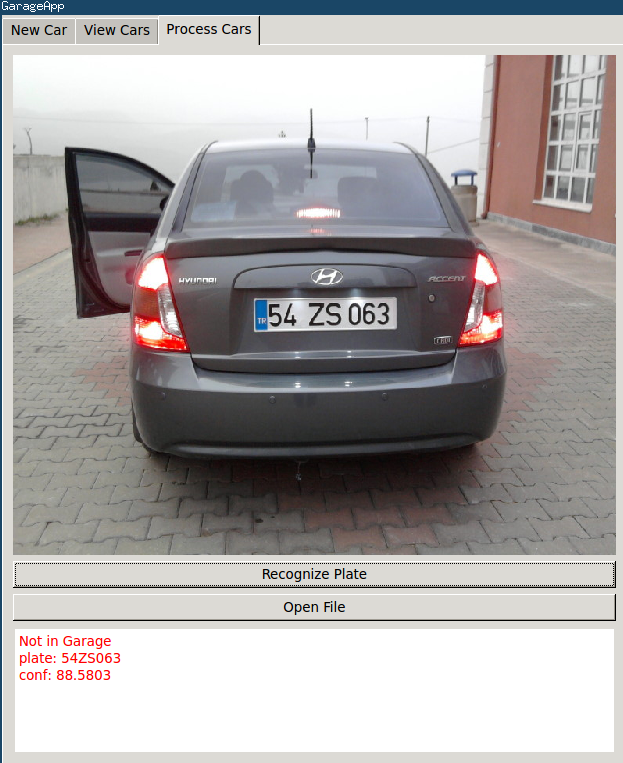 GarageApp
New Car View Cars Process Cars
HYUNDAI ACCENT
TR 54 ZS 063
Recognize Plate
Open File
Not in Garage
plate: 54ZS063
conf: 88.5803